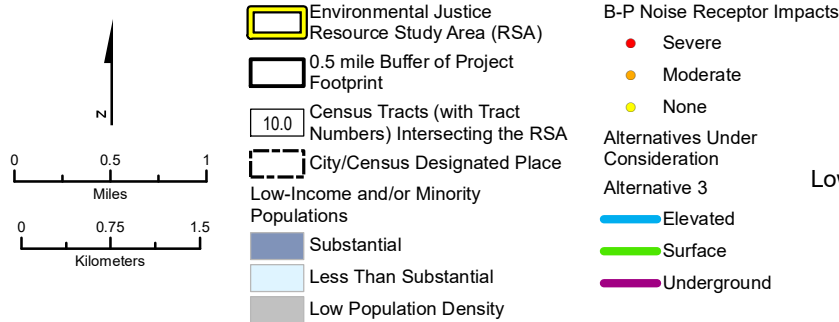 N
0
0.5
1
Miles
0
0.75
1.5
Kilometers
Environmental Justice
Resource Study Area (RSA)
0.5 mile Buffer of Project
Footprint
10.0
Census Tracts (with Tract
Numbers) Intersecting the RSA
City/Census Designated Place
Low-Income and/or Minority
Populations
Substantial
Less Than Substantial
Low Population Density
B-P Noise Receptor Impacts
Severe
Moderate
None
Alternatives Under
Consideration
Alternative 3
Elevated
Surface
Underground